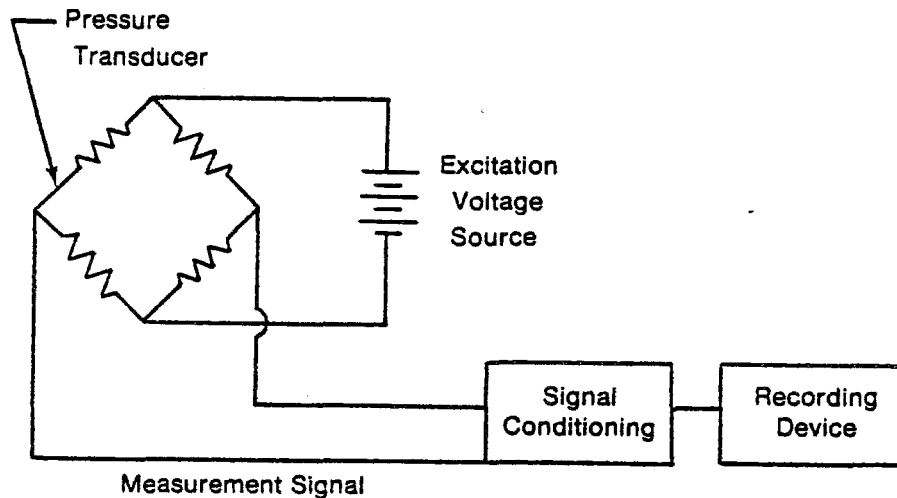 Pressure
Transducer
Excitation
Voltage
Source
Signal
Conditioning
Recording
Device
Measurement Signal